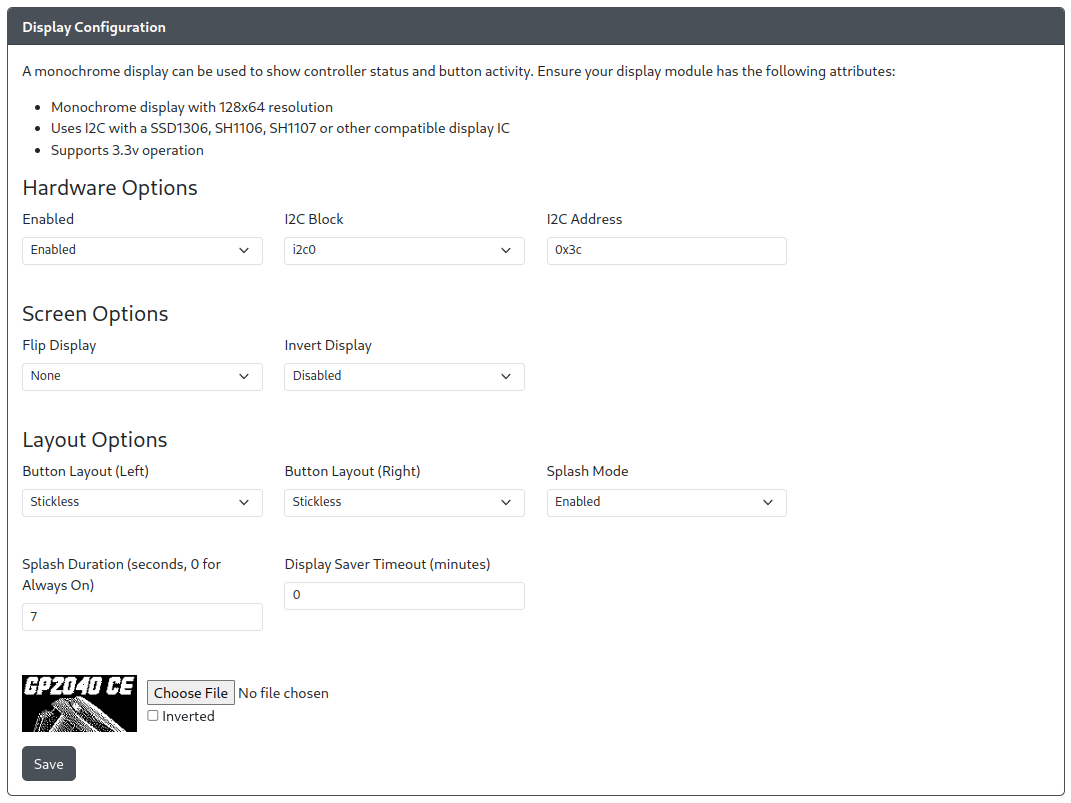 Display Configuration
A monochrome display can be used to show controller status and button activity. Ensure your display module has the following attributes:
Monochrome display with 128x64 resolution
Uses I2C with a SSD1306, SH1106, SH1107 or other compatible display IC
Supports 3.3v operation
Hardware Options
Enabled I2C Block I2C Address
Enabled i2c0 0x3c
Screen Options
Flip Display Invert Display
None Disabled
Layout Options
Button Layout (Left) Button Layout (Right) Splash Mode
Stickless Stickless Enabled
Splash Duration (seconds, 0 for
Always On)
7
Display Saver Timeout (minutes)
0
GP2040 CE
Choose File No file chosen
Inverted
Save